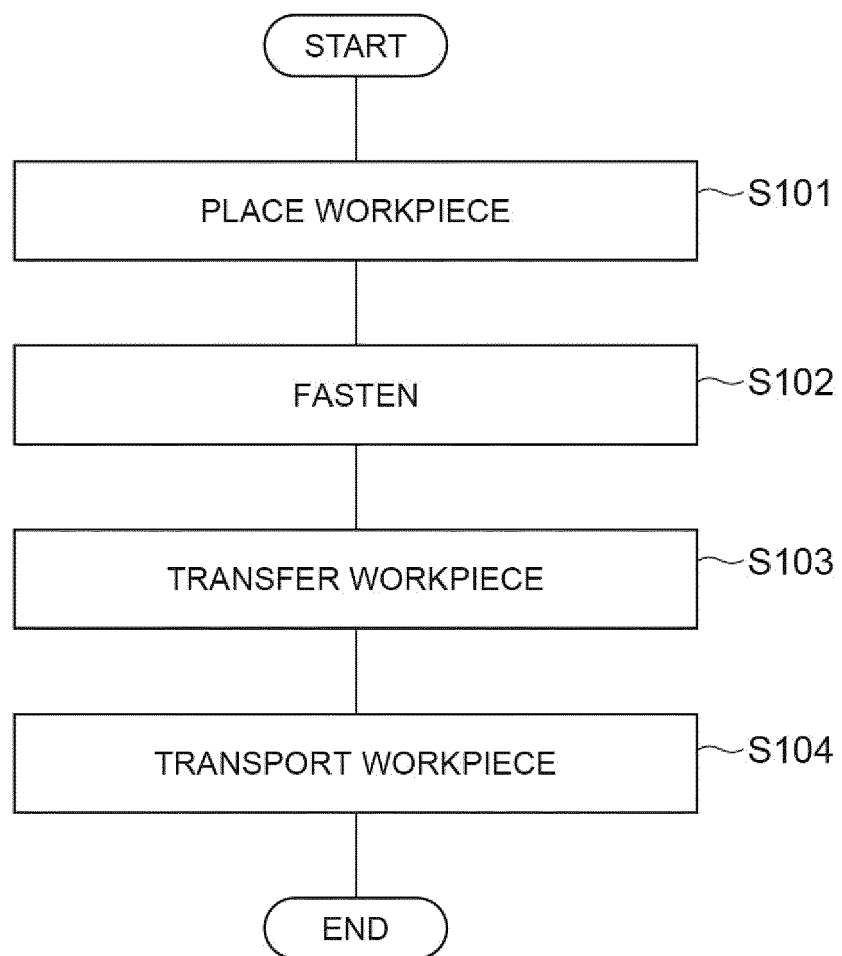 START
PLACE WORKPIECE
S101
FASTEN
S102
TRANSFER WORKPIECE
S103
TRANSPORT WORKPIECE
S104
END